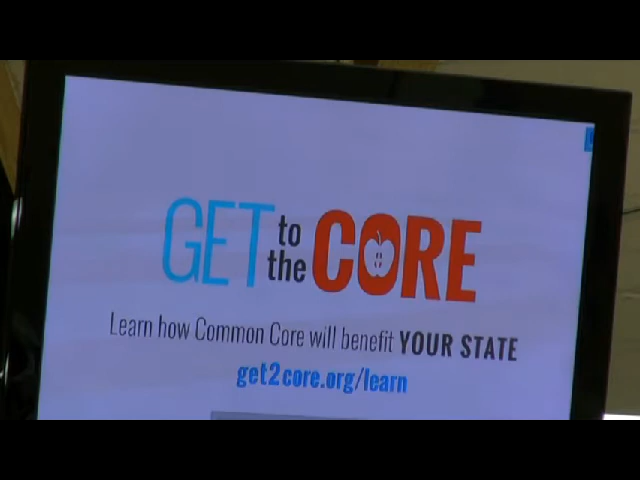 GET to the CORE
Learn how Common Core will benefit YOUR STATE
get2core.org/learn